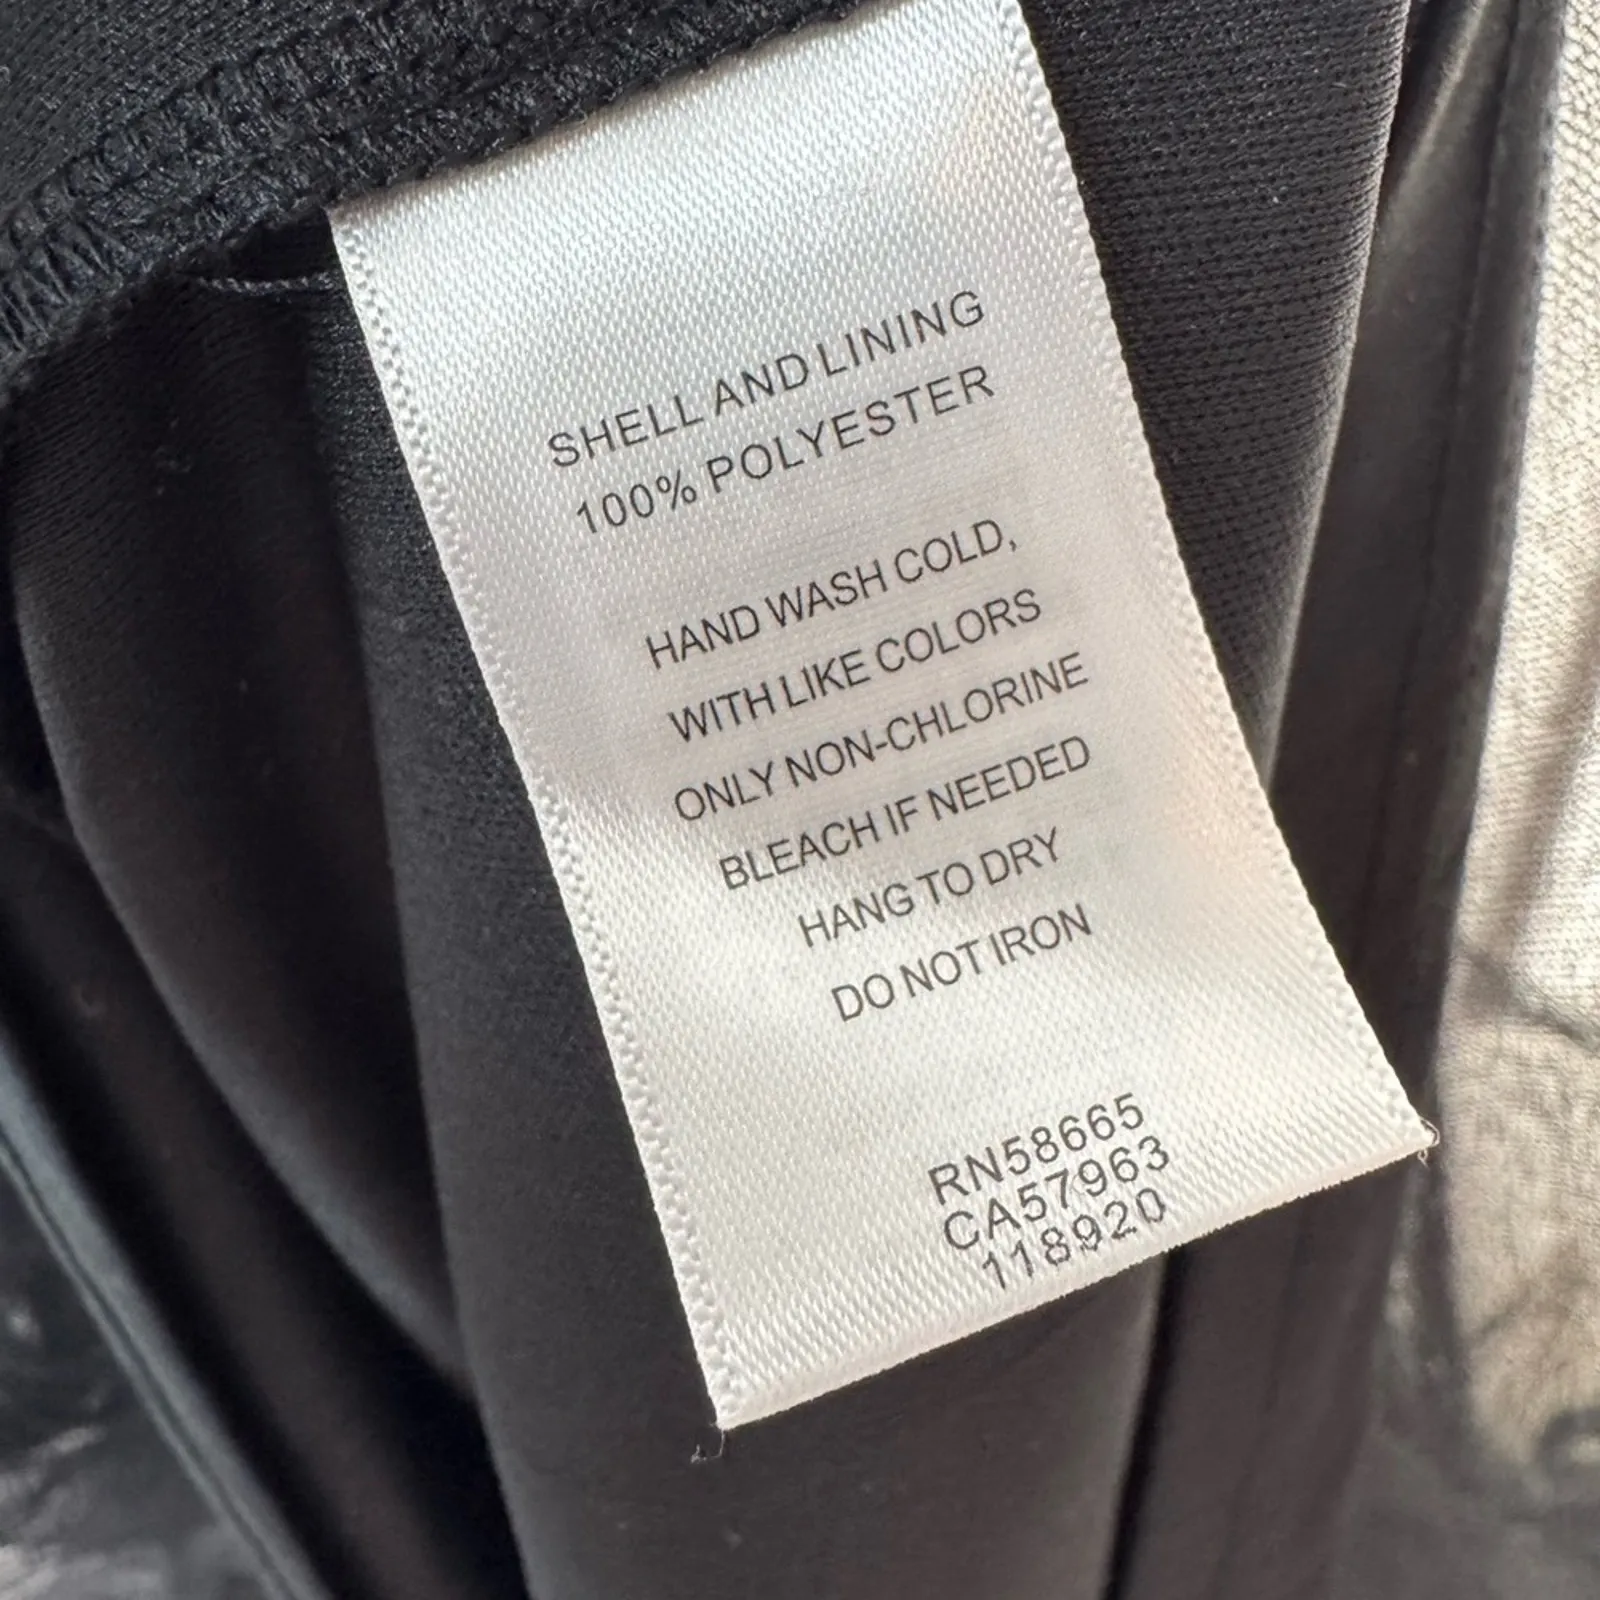 SHELL AND LINING
100% POLYESTER
HAND WASH COLD,
WITH LIKE COLORS
ONLY NON-CHLORINE
BLEACH IF NEEDED
HANG TO DRY
DO NOT IRON
RN58665
CA57963
118920